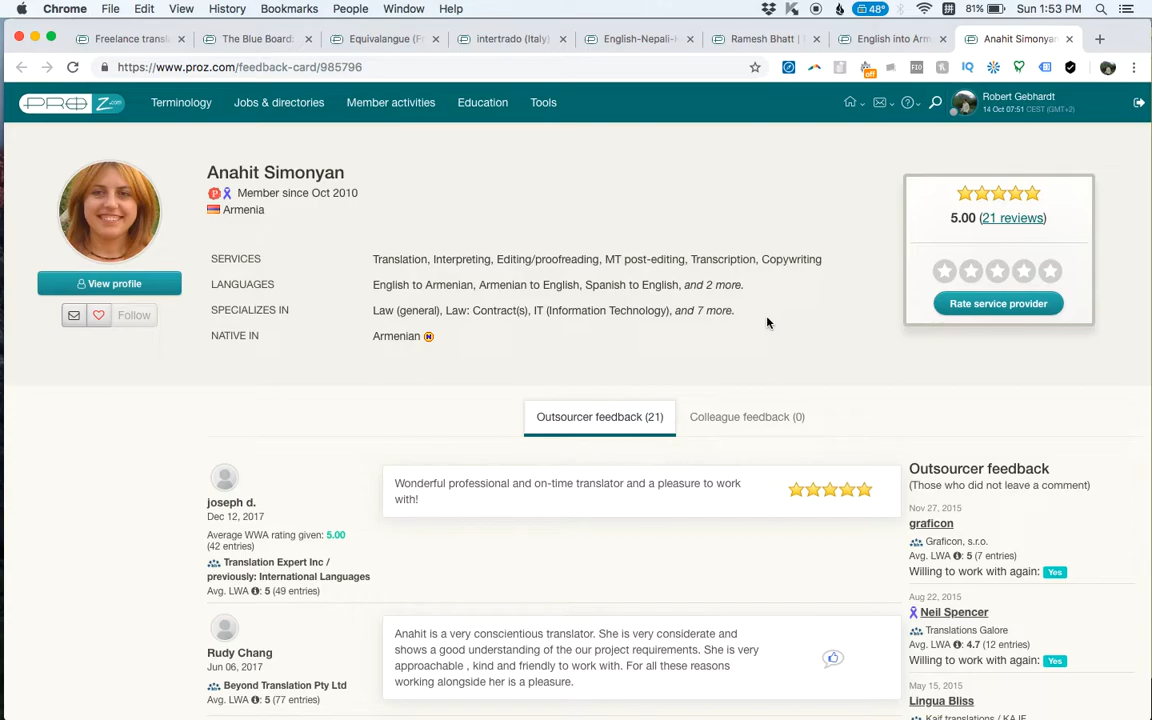 Chrome File Edit View History Bookmarks People Window Help 48° 81% Sun 1:53 PM
Freelance transl The Blue Board: Equivalangue (Fr intertrado (Italy) English-Nepali-H Ramesh Bhatt | English into Arm Anahit Simonyan
https://www.proz.com/feedback-card/985796
PROZ.com Terminology Jobs & directories Member activities Education Tools Robert Gebhardt
14 Oct 07:51 CEST (GMT+2)
Anahit Simonyan
P Member since Oct 2010
Armenia
5.00 (21 reviews)
SERVICES Translation, Interpreting, Editing/proofreading, MT post-editing, Transcription, Copywriting
LANGUAGES English to Armenian, Armenian to English, Spanish to English, and 2 more.
SPECIALIZES IN Law (general), Law: Contract(s), IT (Information Technology), and 7 more.
NATIVE IN Armenian N
View profile
Follow
Rate service provider
Outsourcer feedback (21) Colleague feedback (0)
joseph d.
Dec 12, 2017
Average WWA rating given: 5.00
(42 entries)
Translation Expert Inc /
previously: International Languages
Avg. LWA : 5 (49 entries)
Wonderful professional and on-time translator and a pleasure to work
with!
Rudy Chang
Jun 06, 2017
Beyond Translation Pty Ltd
Avg. LWA : 5 (77 entries)
Anahit is a very conscientious translator. She is very considerate and
shows a good understanding of the our project requirements. She is very
approachable , kind and friendly to work with. For all these reasons
working alongside her is a pleasure.
Outsourcer feedback
(Those who did not leave a comment)
Nov 27, 2015
graficon
Graficon, s.r.o.
Avg. LWA : 5 (7 entries)
Willing to work with again: Yes
Aug 22, 2015
Neil Spencer
Translations Galore
Avg. LWA : 4.7 (12 entries)
Willing to work with again: Yes
May 15, 2015
Lingua Bliss
Kaif translations / KAIF